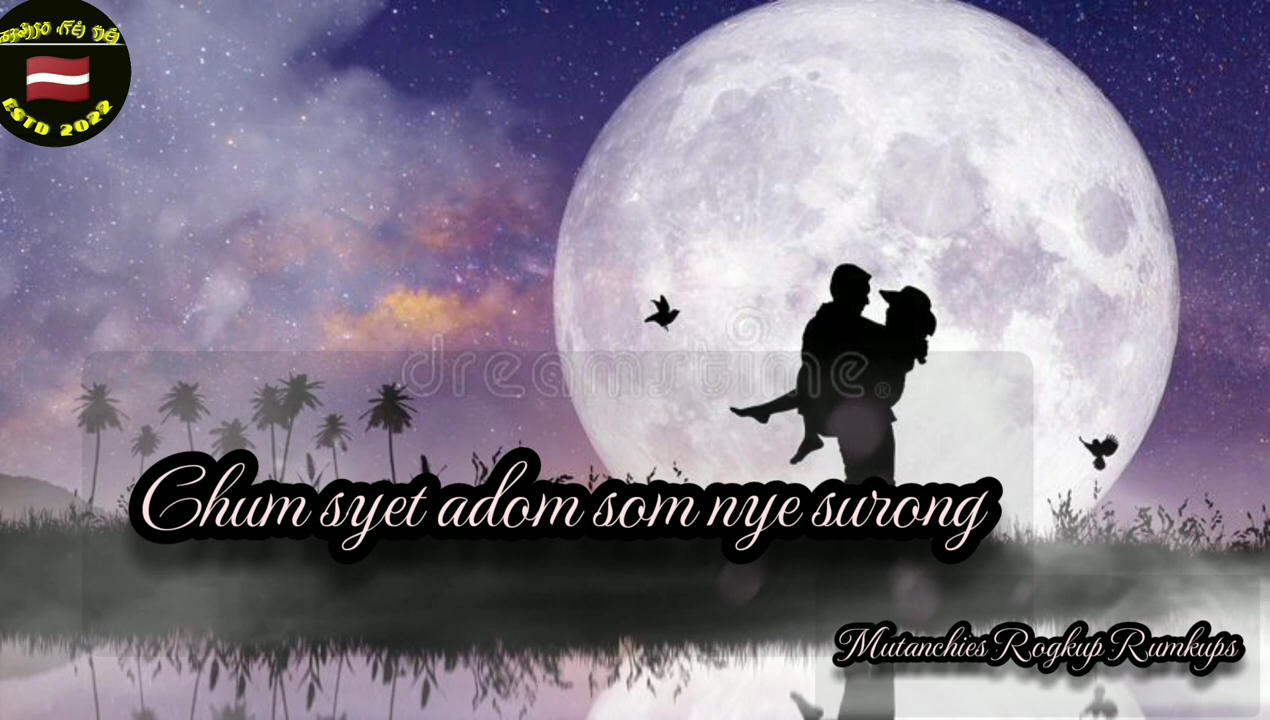 ESTD 2022
dreamstime®
Chum syet adom som nye surong
Mutanchies Rogkup Rumkups